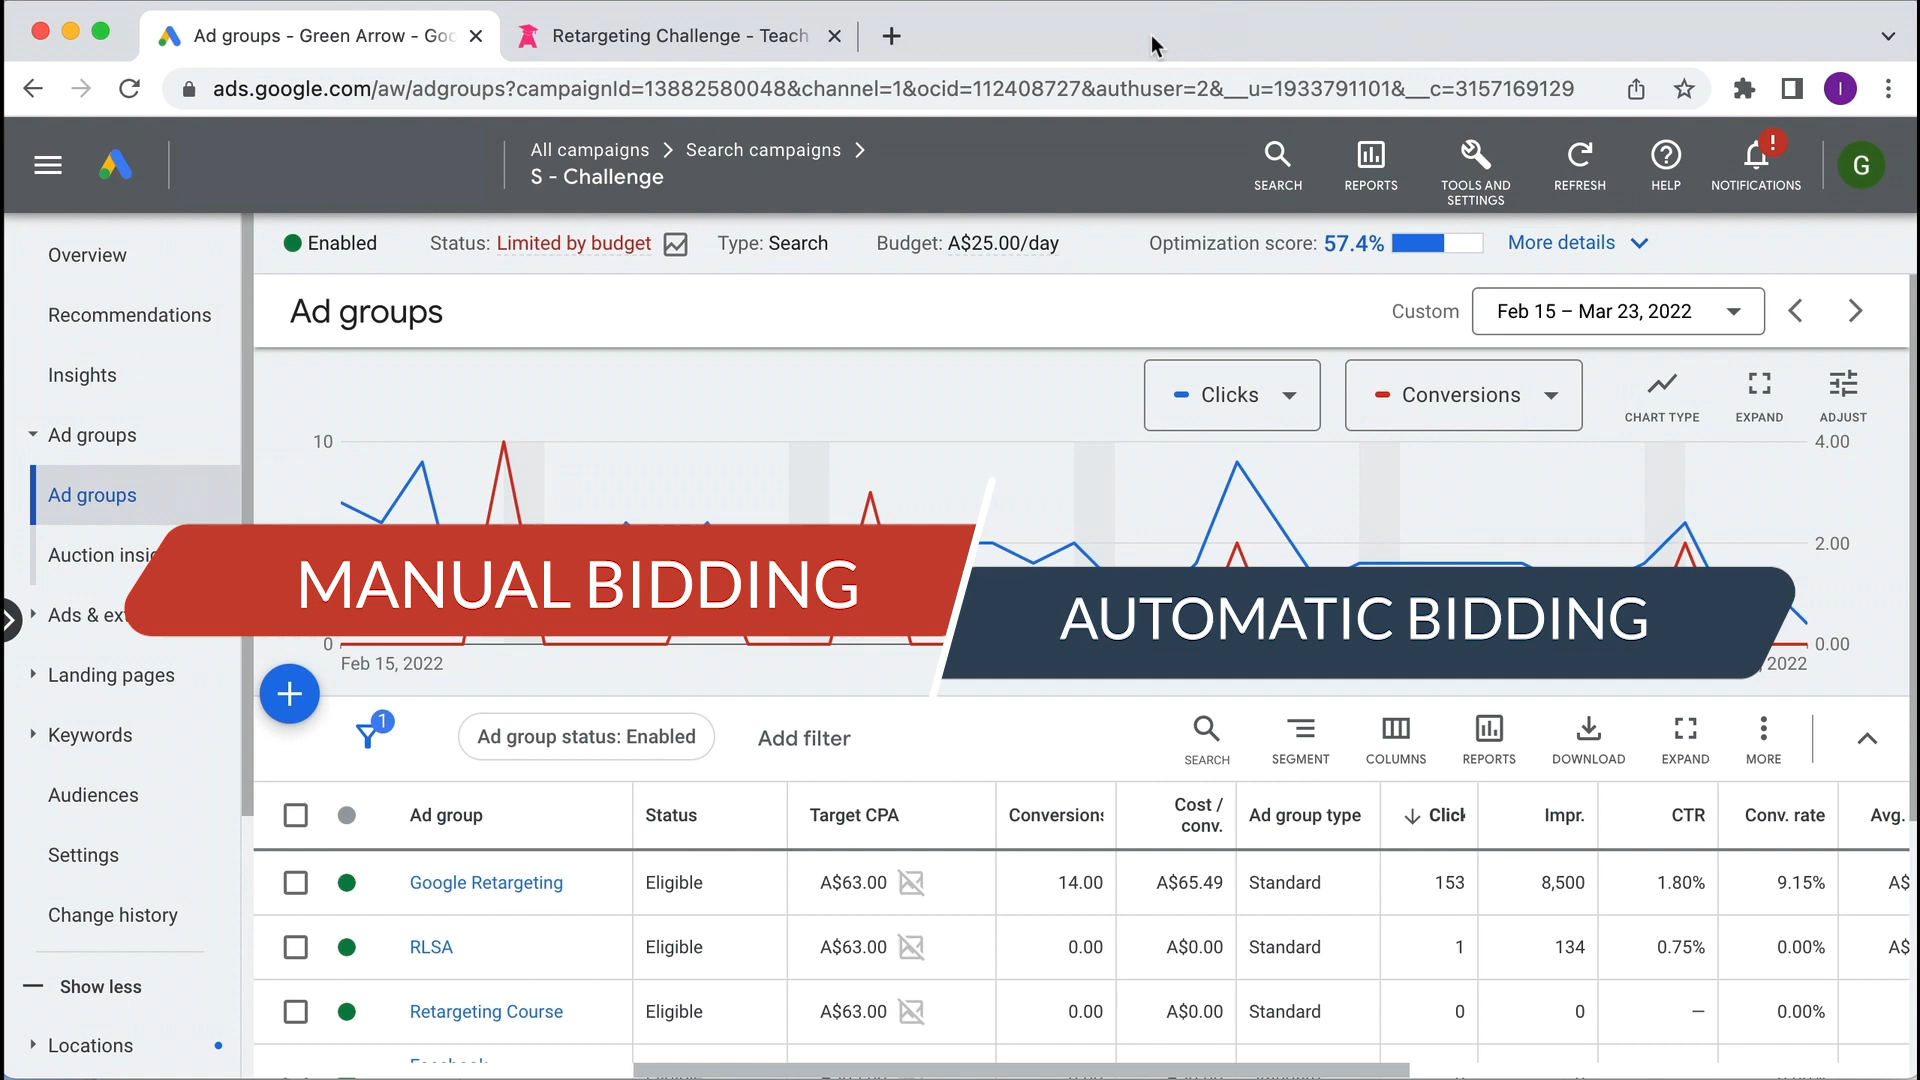 Ad groups - Green Arrow - Goo
Retargeting Challenge - Teach
ads.google.com/aw/adgroups?campaignId=13882580048&channel=1&ocid=112408727&authuser=2&__u=1933791101&__c=3157169129
I
All campaigns
Search campaigns
S - Challenge
SEARCH
REPORTS
TOOLS AND SETTINGS
REFRESH
HELP
!
NOTIFICATIONS
G
Overview
Recommendations
Insights
Ad groups
Ad groups
Auction insi
Ads & ex
Landing pages
Keywords
Audiences
Settings
Change history
Show less
Locations
Enabled
Status: Limited by budget
Type: Search
Budget: A$25.00/day
Optimization score: 57.4%
More details
Ad groups
Custom
Feb 15 – Mar 23, 2022
Clicks
Conversions
CHART TYPE
EXPAND
ADJUST
10
4.00
2.00
MANUAL BIDDING
AUTOMATIC BIDDING
0
0.00
Feb 15, 2022
, 2022
1
Ad group status: Enabled
Add filter
SEARCH
SEGMENT
COLUMNS
REPORTS
DOWNLOAD
EXPAND
MORE
Ad group Status Target CPA Conversions Cost / conv. Ad group type Click Impr. CTR Conv. rate Avg.
Google Retargeting Eligible A$63.00 14.00 A$65.49 Standard 153 8,500 1.80% 9.15% A$
RLSA Eligible A$63.00 0.00 A$0.00 Standard 1 134 0.75% 0.00% A$
Retargeting Course Eligible A$63.00 0.00 A$0.00 Standard 0 0 — 0.00%